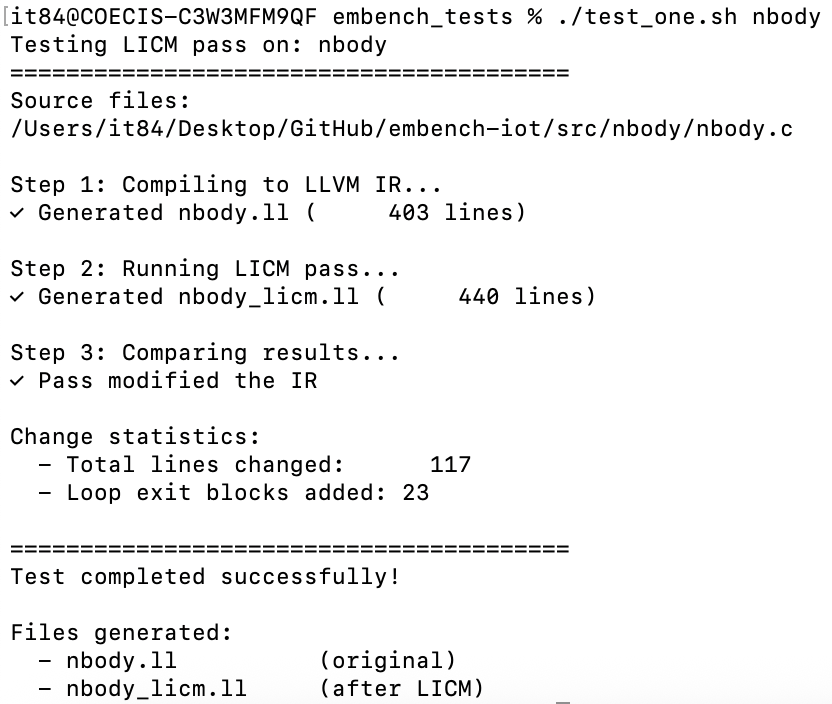 [it84@COECIS-C3W3MFM9QF embench_tests % ./test_one.sh nbody
Testing LICM pass on: nbody
========================================
Source files:
/Users/it84/Desktop/GitHub/embench-iot/src/nbody/nbody.c
Step 1: Compiling to LLVM IR...
✓ Generated nbody.ll (     403 lines)
Step 2: Running LICM pass...
✓ Generated nbody_licm.ll (     440 lines)
Step 3: Comparing results...
✓ Pass modified the IR
Change statistics:
  - Total lines changed:      117
  - Loop exit blocks added: 23
========================================
Test completed successfully!
Files generated:
  - nbody.ll          (original)
  - nbody_licm.ll     (after LICM)